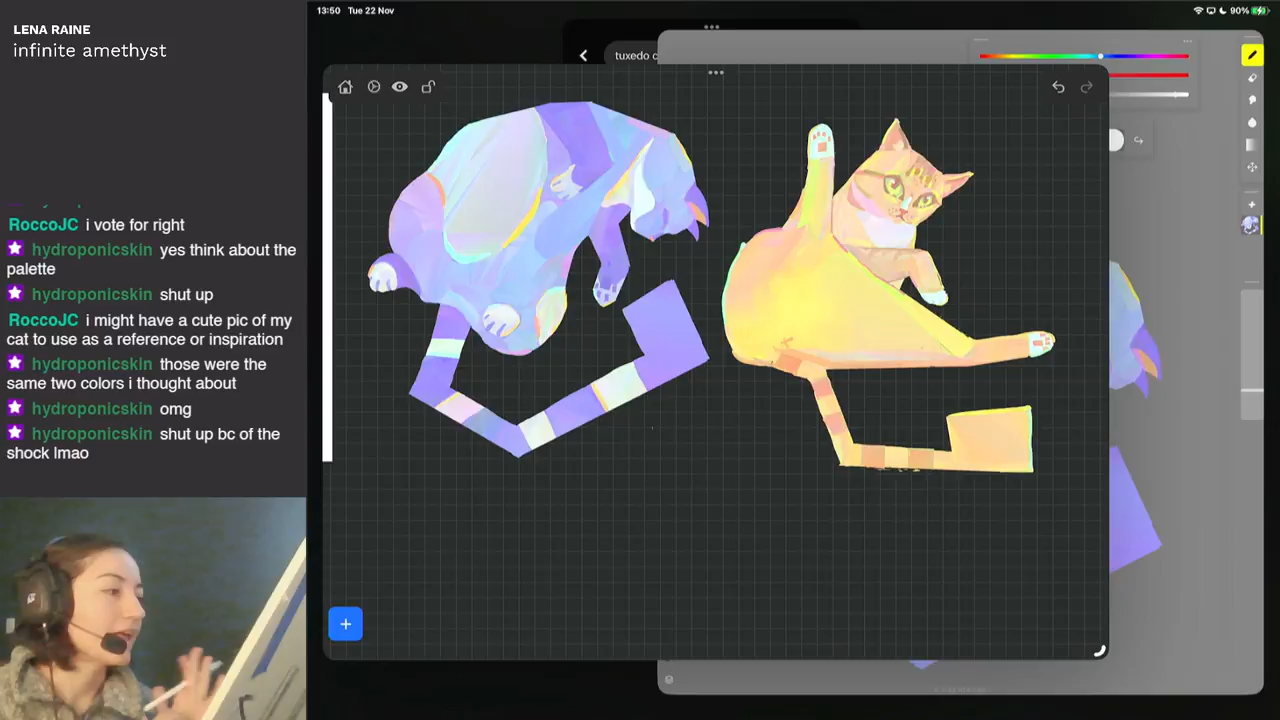 13:50 Tue 22 Nov
90%
LENA RAINE
infinite amethyst
tuxedo c
RoccoJC i vote for right
hydroponicskin yes think about the
palette
hydroponicskin shut up
RoccoJC i might have a cute pic of my
cat to use as a reference or inspiration
hydroponicskin those were the
same two colors i thought about
hydroponicskin omg
hydroponicskin shut up bc of the
shock lmao